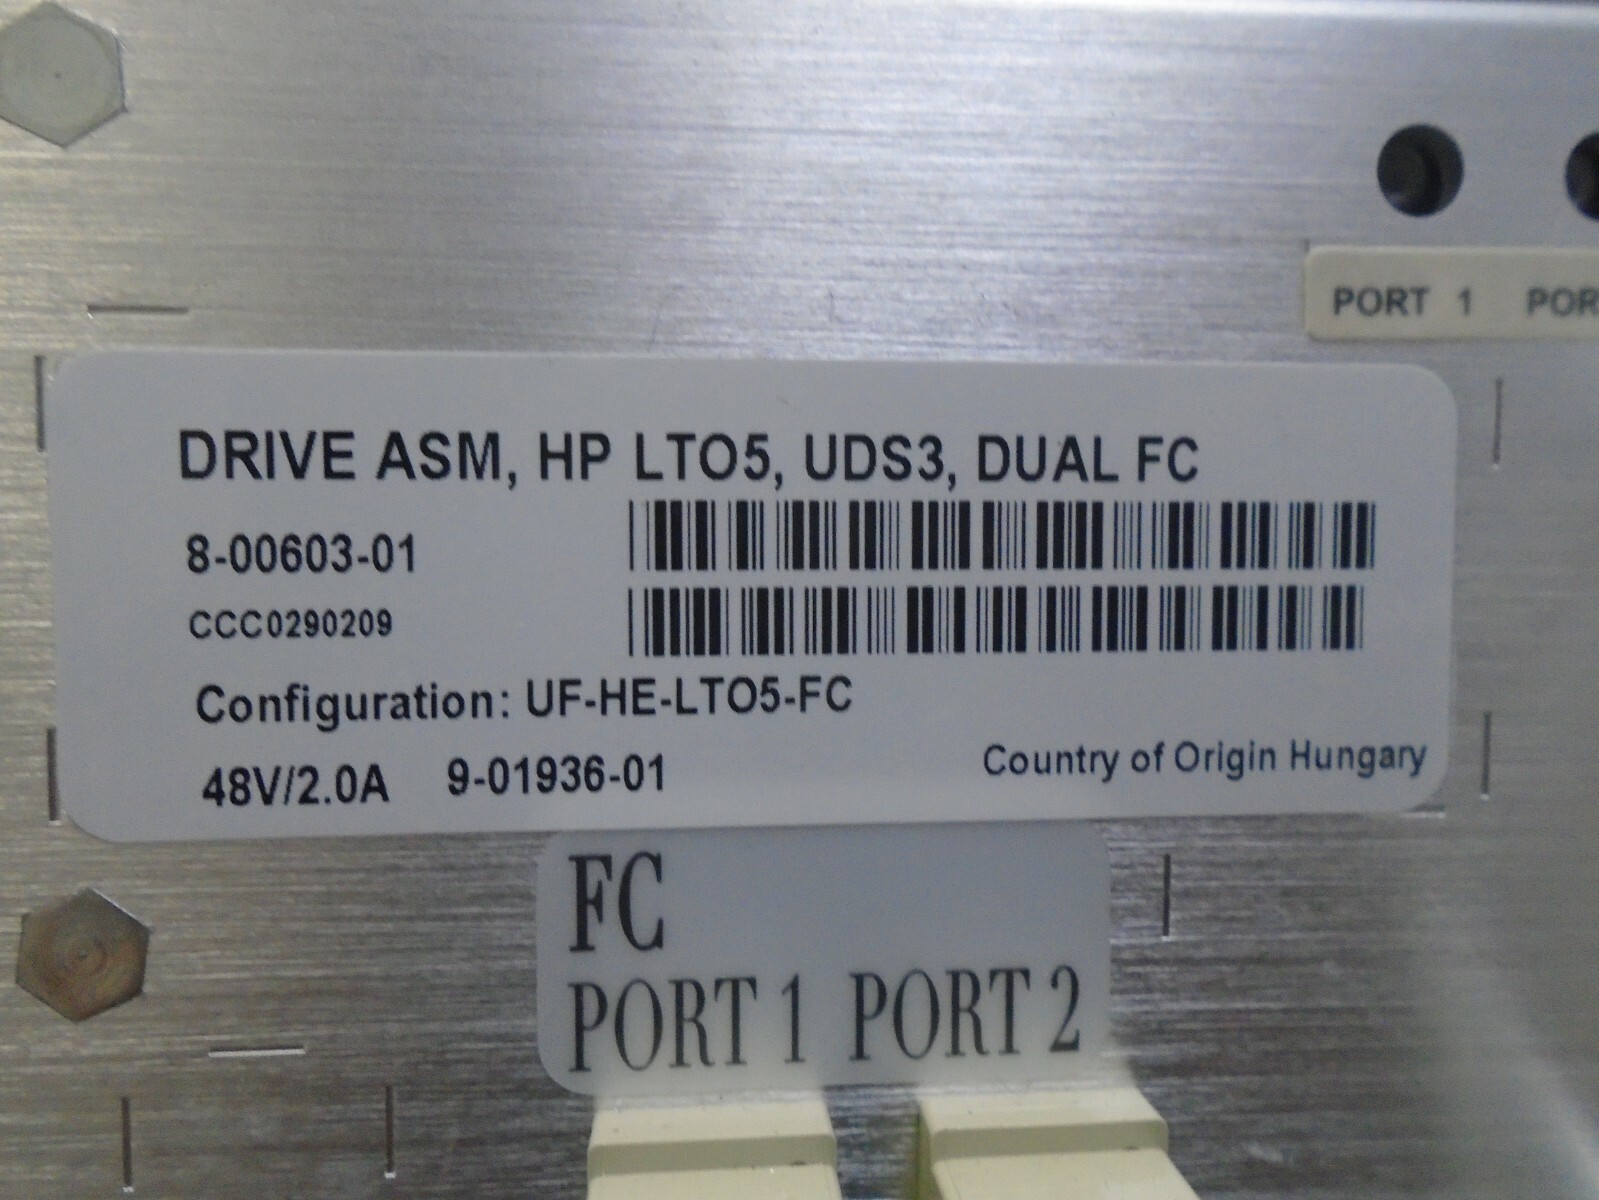 PORT 1 POR
DRIVE ASM, HP LTO5, UDS3, DUAL FC
8-00603-01
CCC0290209
Configuration: UF-HE-LTO5-FC
48V/2.0A 9-01936-01 Country of Origin Hungary
FC
PORT 1 PORT 2